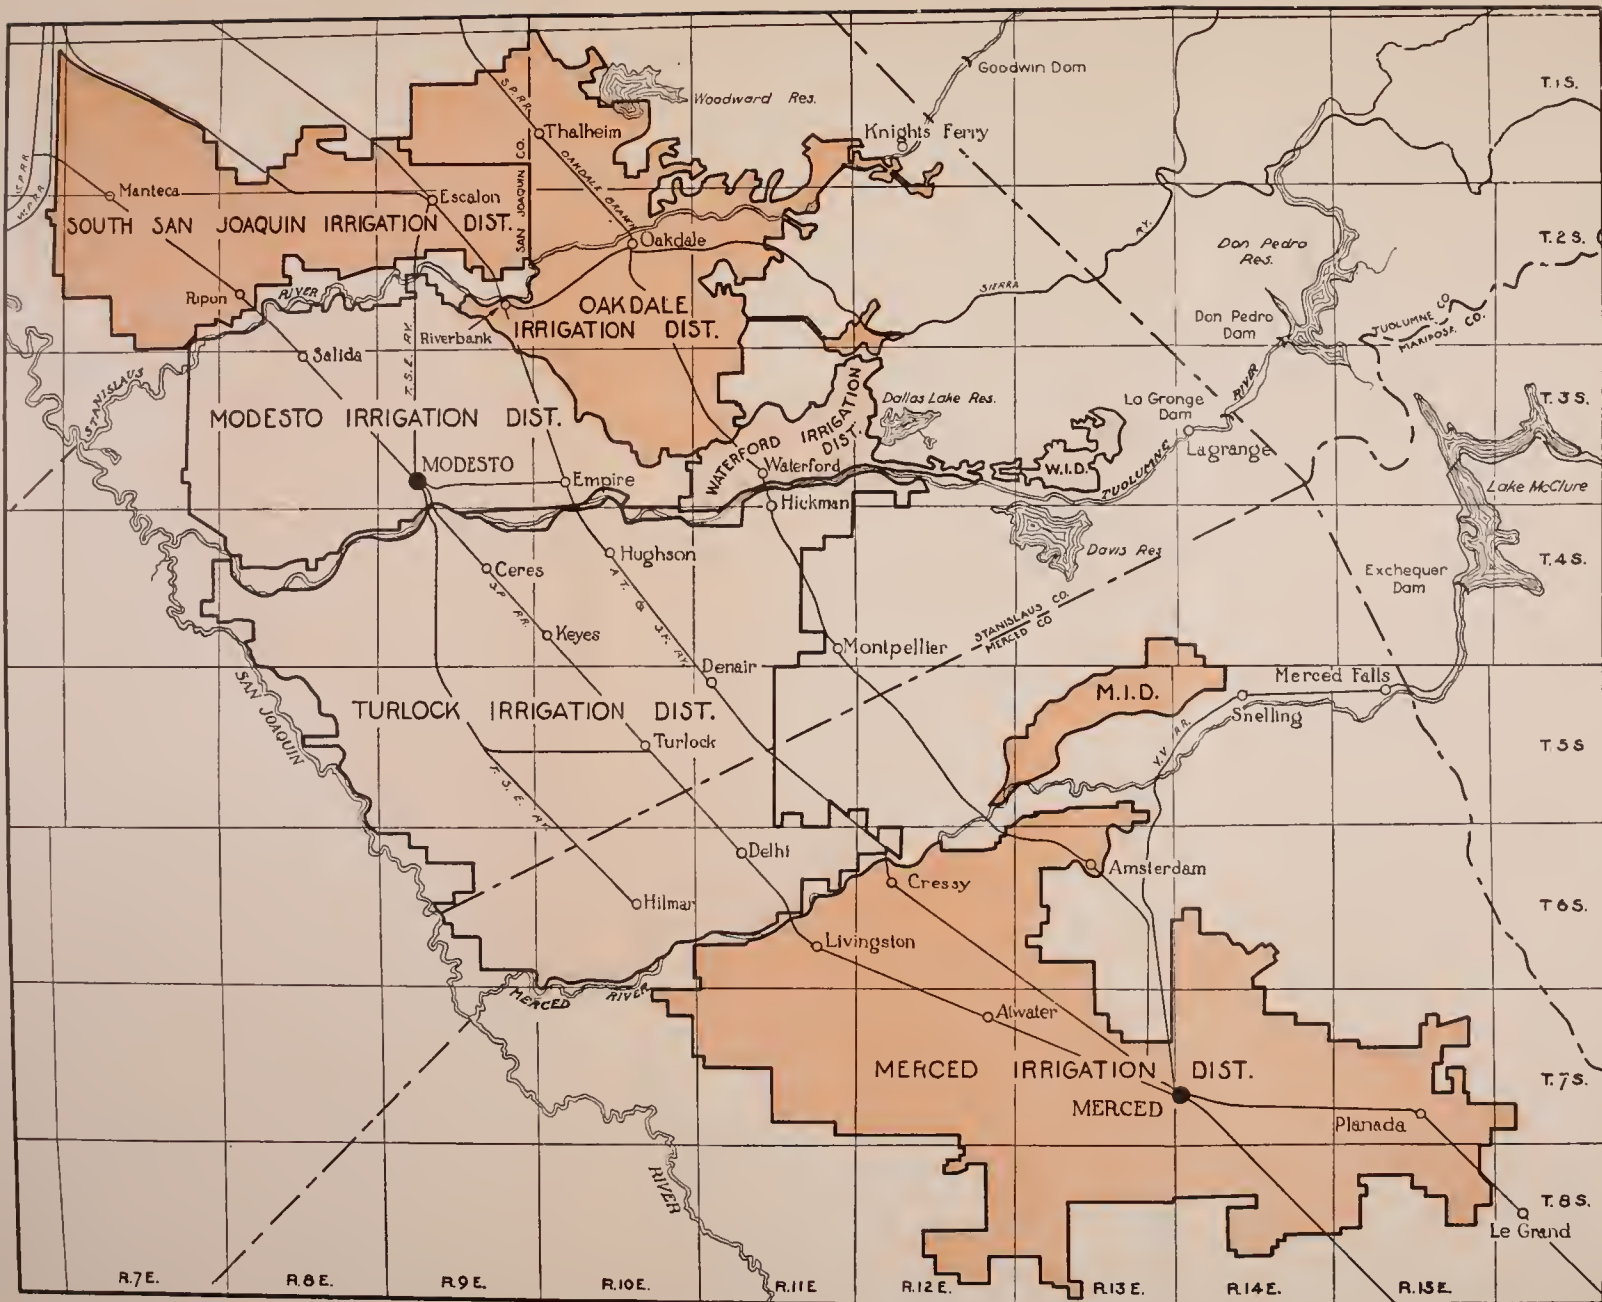 T.1S.
Goodwin Dam
Woodward Res.
S.P.RR.
Thalheim
Knights Ferry
S.P.RR.
W.P.RR.
OAKDALE BRANCH
SAN JOAQUIN CO.
Manteca
Escalon
SOUTH SAN JOAQUIN IRRIGATION DIST.
Oakdale
RY.
SIERRA
Don Pedro
Res.
T.2S.
Ripon
RIVER
OAKDALE
IRRIGATION DIST.
Riverbank
Don Pedro
Dam
TUOLUMNE CO.
MARIPOSA CO.
Salida
T.S.E. RY.
STANISLAUS
RIVER
T.3S.
MODESTO IRRIGATION DIST.
WATERFORD IRRIGATION
DIST.
Dallas Lake Res.
La Gronge
Dam
Lagrange
MODESTO
Empire
Waterford
W.I.D.
TUOLUMNE
Hickman
Lake McClure
Hughson
Davis Res.
Ceres
S.P. RR.
A.T. & S.F. RY.
Exchequer
Dam
T.4S.
STANISLAUS CO.
MERCED CO
Keyes
Montpellier
Denair
SAN JOAQUIN
M.I.D.
Merced Falls
Snelling
TURLOCK IRRIGATION DIST.
Turlock
Y.V. RR.
T.5S
T.S.E. RY.
Delhi
Cressy
Amsterdam
Hilmar
T6S.
Livingston
MERCED RIVER
Atwater
MERCED IRRIGATION DIST.
T.7S.
MERCED
Planada
RIVER
T.8S.
Le Grand
R.7E.
R.8E.
R.9E.
R.10E.
R.11E
R.12E.
R.13E.
R.14E.
R.15E.